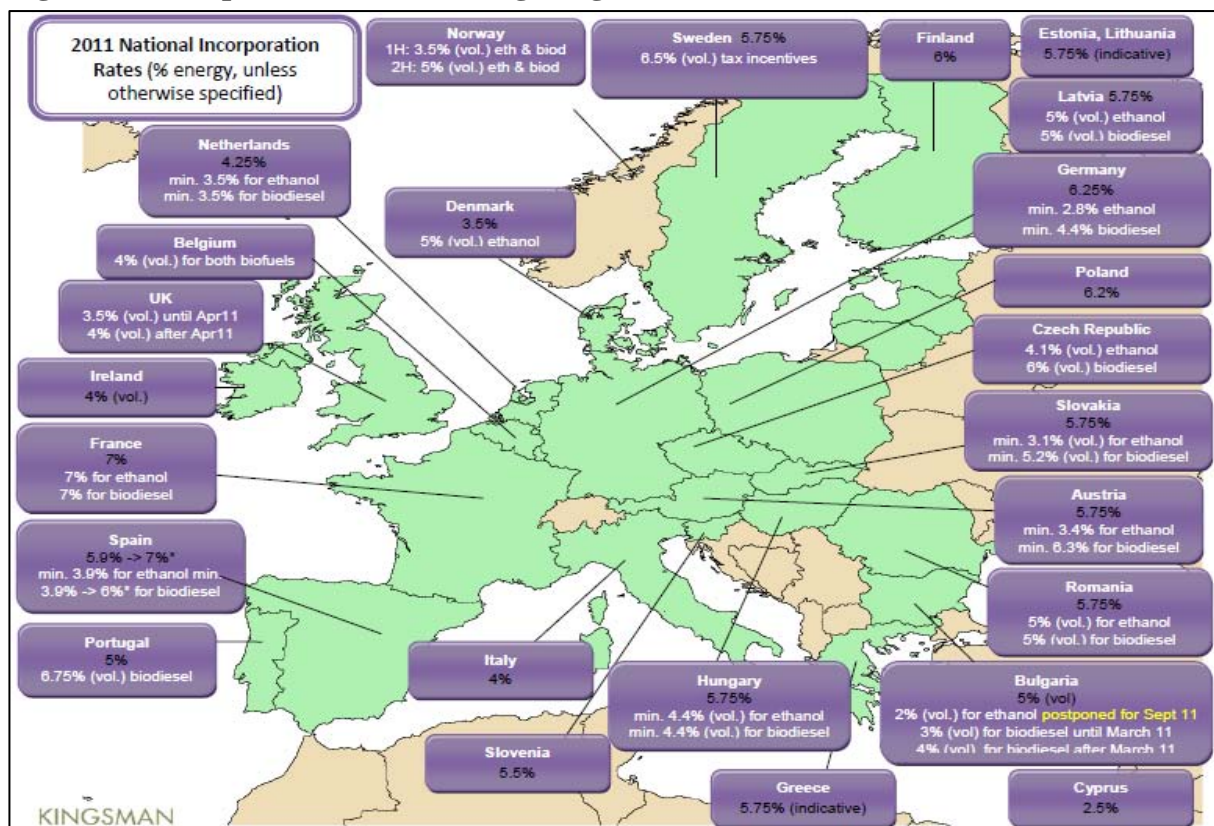 2011 National Incorporation
Rates (% energy, unless
otherwise specified)
Norway
1H: 3.5% (vol.) eth & biod
2H: 5% (vol.) eth & biod
Sweden 5.75%
6.5% (vol.) tax incentives
Finland
6%
Estonia, Lithuania
5.75% (indicative)
Latvia 5.75%
5% (vol.) ethanol
5% (vol.) biodiesel
Netherlands
4.25%
min. 3.5% for ethanol
min. 3.5% for biodiesel
Germany
6.25%
min. 2.8% ethanol
min. 4.4% biodiesel
Denmark
3.5%
5% (vol.) ethanol
Belgium
4% (vol.) for both biofuels
Poland
6.2%
UK
3.5% (vol.) until Apr11
4% (vol.) after Apr11
Czech Republic
4.1% (vol.) ethanol
6% (vol.) biodiesel
Ireland
4% (vol.)
Slovakia
5.75%
min. 3.1% (vol.) for ethanol
min. 5.2% (vol.) for biodiesel
France
7%
7% for ethanol
7% for biodiesel
Austria
5.75%
min. 3.4% for ethanol
min. 6.3% for biodiesel
Spain
5.9% -> 7%*
min. 3.9% for ethanol min.
3.9% -> 6%* for biodiesel
Romania
5.75%
5% (vol.) for ethanol
5% (vol.) for biodiesel
Portugal
5%
6.75% (vol.) biodiesel
Italy
4%
Hungary
5.75%
min. 4.4% (vol.) for ethanol
min. 4.4% (vol.) for biodiesel
Bulgaria
5% (vol)
2% (vol.) for ethanol postponed for Sept 11
3% (vol) for biodiesel until March 11
4% (vol). for biodiesel after March 11
Slovenia
5.5%
Greece
5.75% (indicative)
Cyprus
2.5%
KINGSMAN